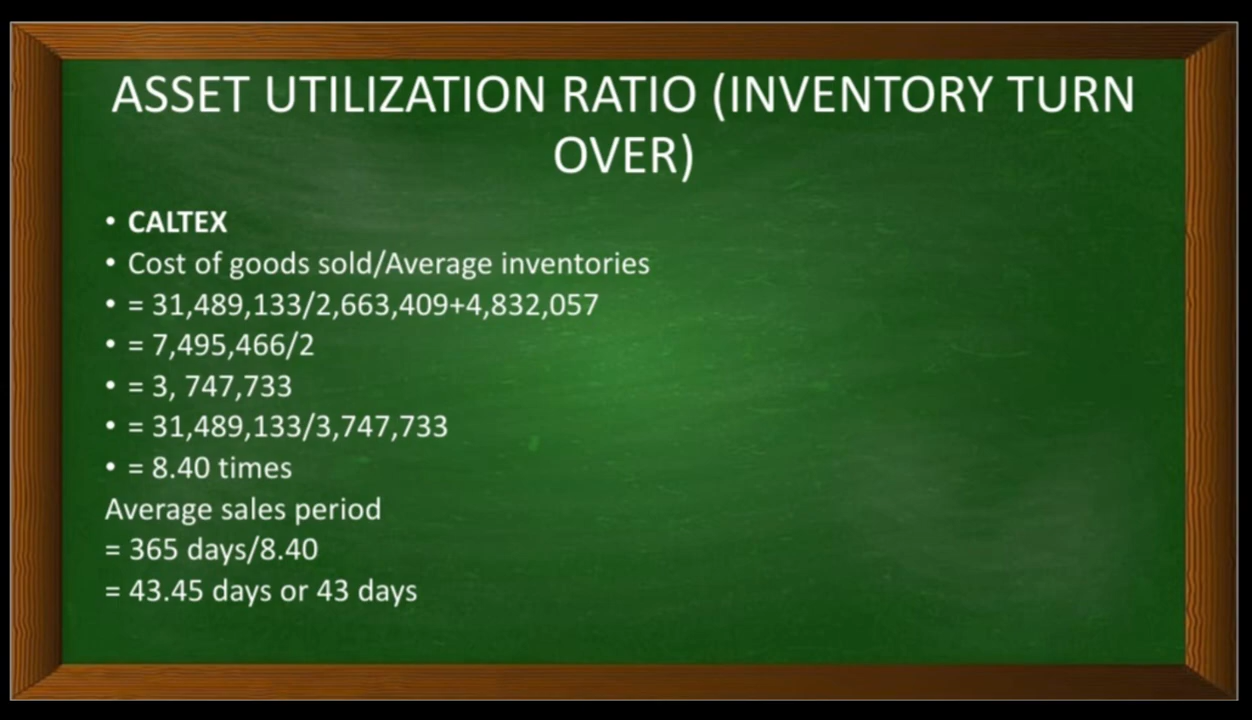 ASSET UTILIZATION RATIO (INVENTORY TURN
OVER)
• CALTEX
• Cost of goods sold/Average inventories
• = 31,489,133/2,663,409+4,832,057
• = 7,495,466/2
• = 3, 747,733
• = 31,489,133/3,747,733
• = 8.40 times
Average sales period
= 365 days/8.40
= 43.45 days or 43 days